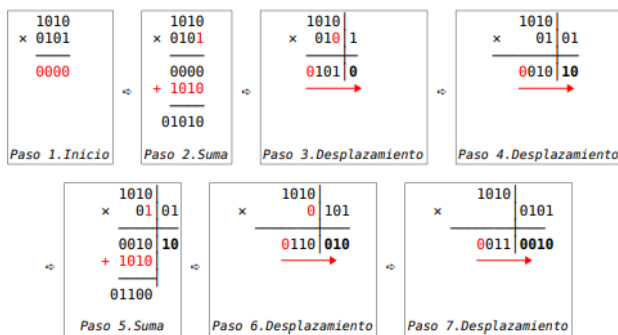 1010
× 0101
0000
Paso 1.Inicio
⇨
1010
× 0101
0000
+ 1010
01010
Paso 2.Suma
⇨
1010
× 010 1
0101 0
Paso 3.Desplazamiento
⇨
1010
× 01 01
0010 10
Paso 4.Desplazamiento
⇨
1010
× 01 01
0010 10
+ 1010
01100
Paso 5.Suma
⇨
1010
× 0 101
0110 010
Paso 6.Desplazamiento
⇨
1010
× 0101
0011 0010
Paso 7.Desplazamiento